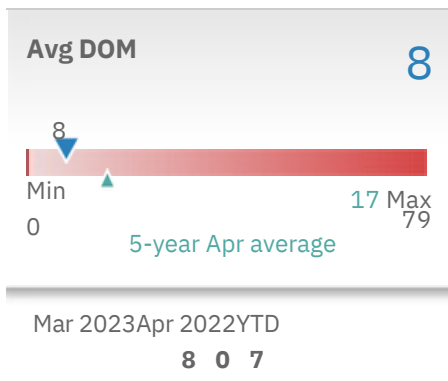 Avg DOM
8
8
Min
17 Max
0
79
5-year Apr average
Mar 2023Apr 2022YTD
8 0 7